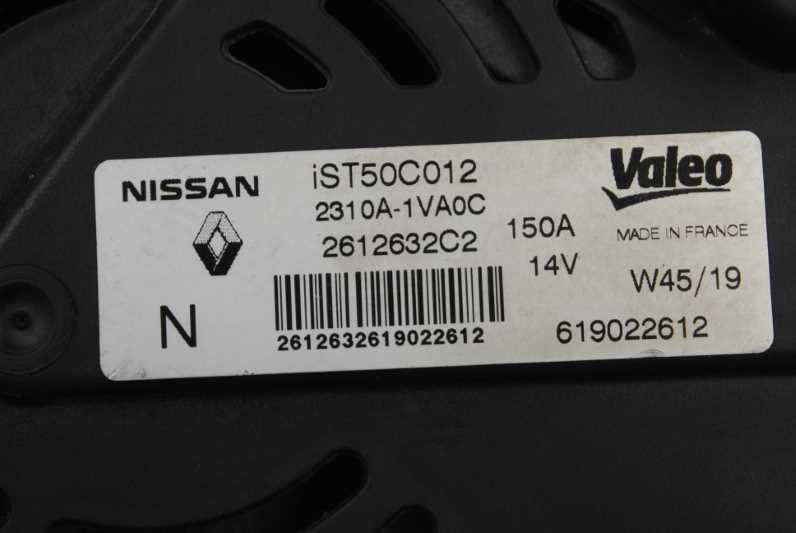 NISSAN
iST50C012
2310A-1VA0C
2612632C2
150A
14V
Valeo
MADE IN FRANCE
W45/19
N
2612632619022612
619022612